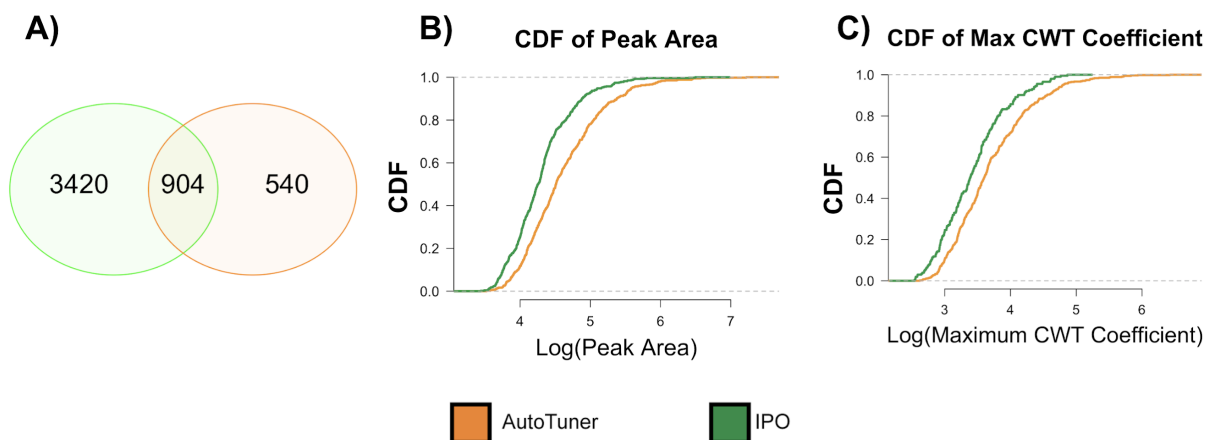 A)
3420
904
540
B)
CDF of Peak Area
CDF
1.0
0.8
0.6
0.4
0.2
0.0
4 5 6 7
Log(Peak Area)
C)
CDF of Max CWT Coefficient
CDF
1.0
0.8
0.6
0.4
0.2
0.0
3 4 5 6
Log(Maximum CWT Coefficient)
AutoTuner
IPO